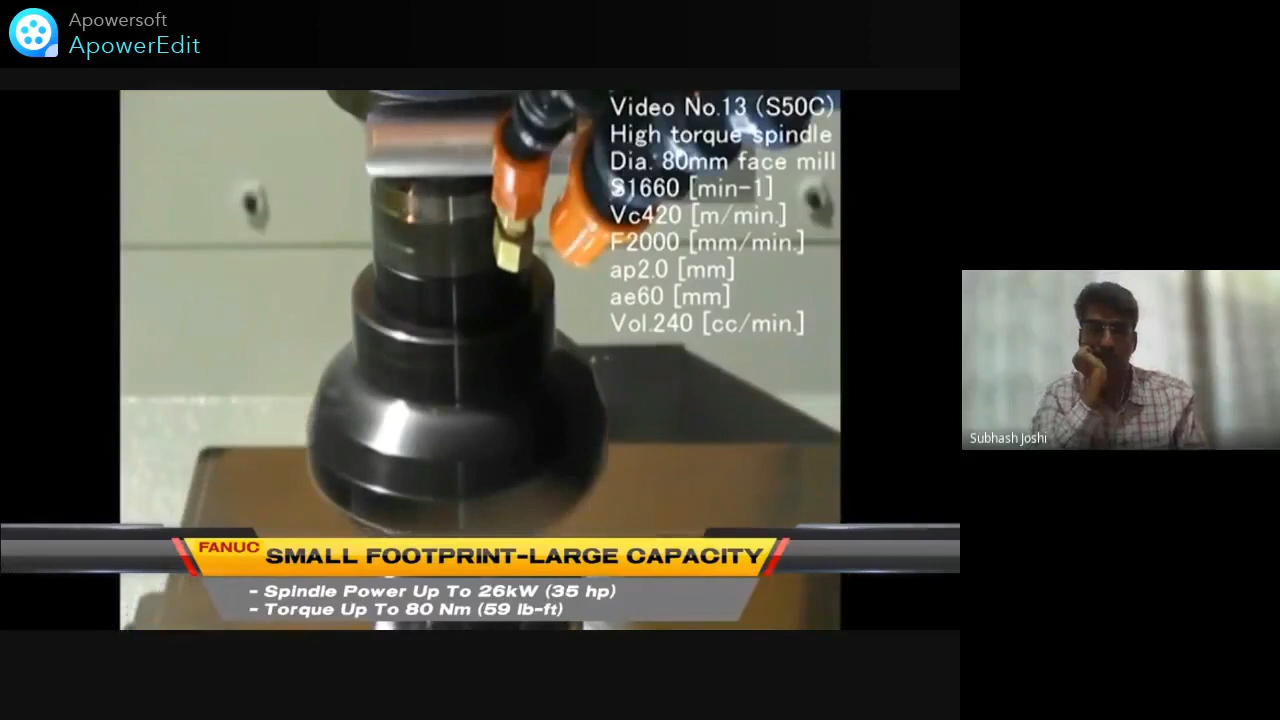 Apowersoft
ApowerEdit
Video No.13 (S50C)
High torque spindle
Dia. 80mm face mill
S1660 [min-1]
Vc420 [m/min.]
F2000 [mm/min.]
ap2.0 [mm]
ae60 [mm]
Vol.240 [cc/min.]
Subhash Joshi
FANUC SMALL FOOTPRINT-LARGE CAPACITY
- Spindle Power Up To 26kW (35 hp)
- Torque Up To 80 Nm (59 lb-ft)